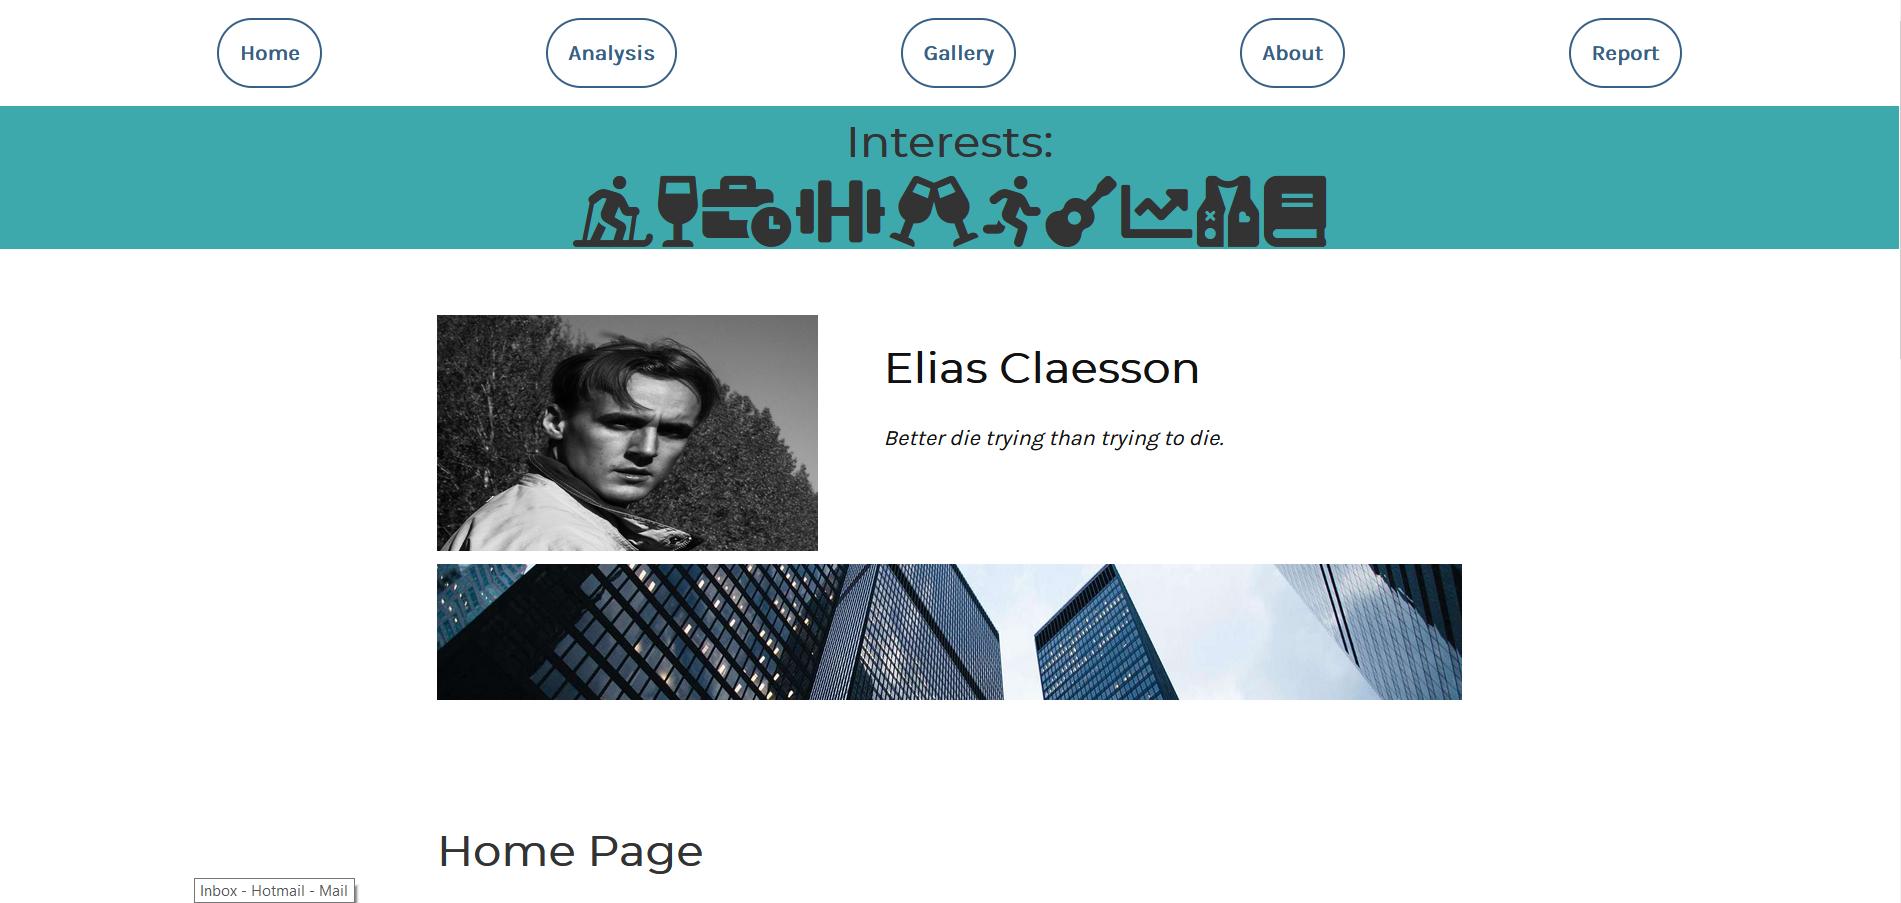 Home Analysis Gallery About Report
Interests:
Elias Claesson
Better die trying than trying to die.
Home Page
Inbox - Hotmail - Mail